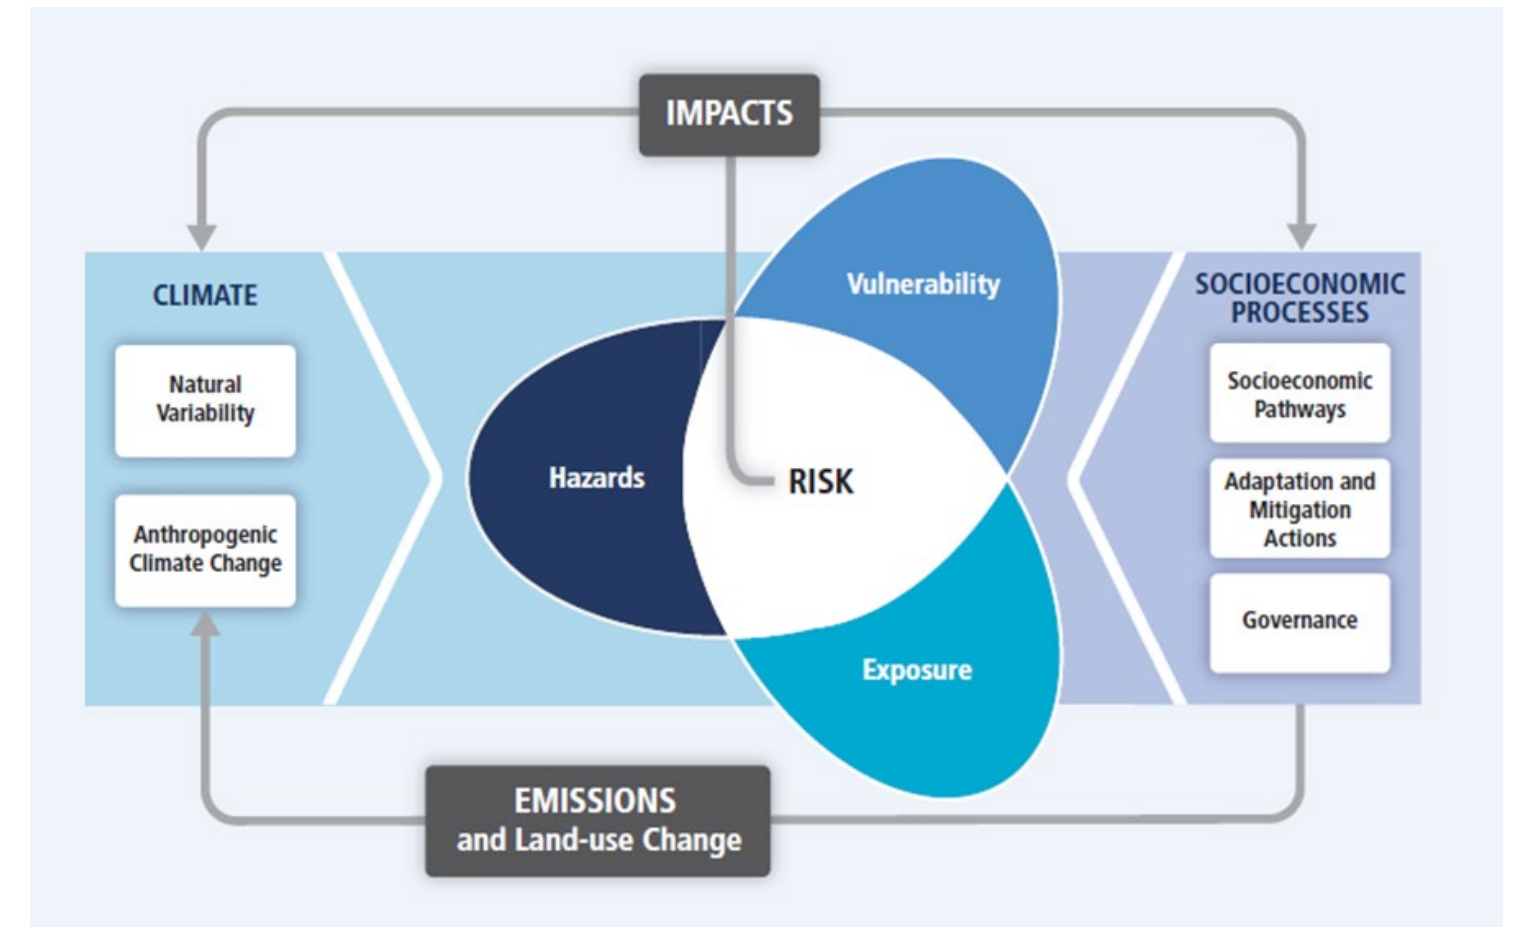 IMPACTS
CLIMATE
Natural
Variability
Anthropogenic
Climate Change
Vulnerability
Hazards
RISK
Exposure
SOCIOECONOMIC
PROCESSES
Socioeconomic
Pathways
Adaptation and
Mitigation
Actions
Governance
EMISSIONS
and Land-use Change